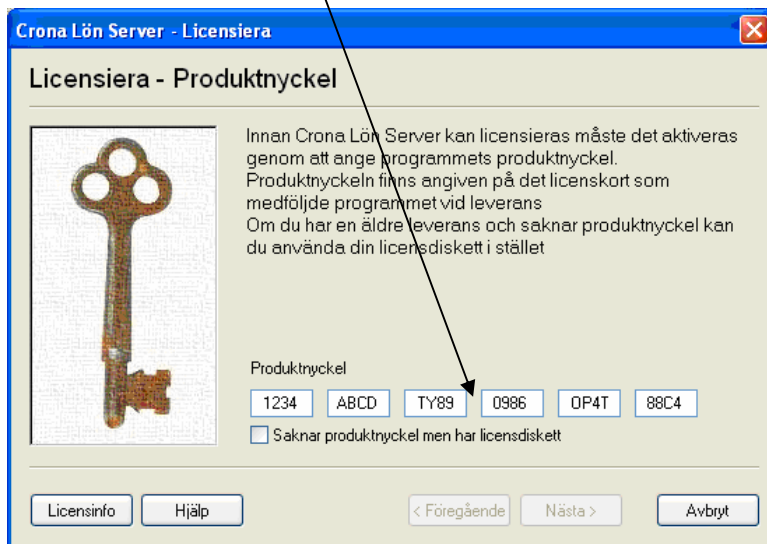 Crona Lön Server - Licensiera
Licensiera - Produktnyckel
Innan Crona Lön Server kan licensieras måste det aktiveras
genom att ange programmets produktnyckel.
Produktnyckeln finns angiven på det licenskort som
medföljde programmet vid leverans
Om du har en äldre leverans och saknar produktnyckel kan
du använda din licensdiskett i stället
Produktnyckel
1234 ABCD TY89 0986 OP4T 88C4
Saknar produktnyckel men har licensdiskett
Licensinfo Hjälp < Föregående Nästa > Avbryt